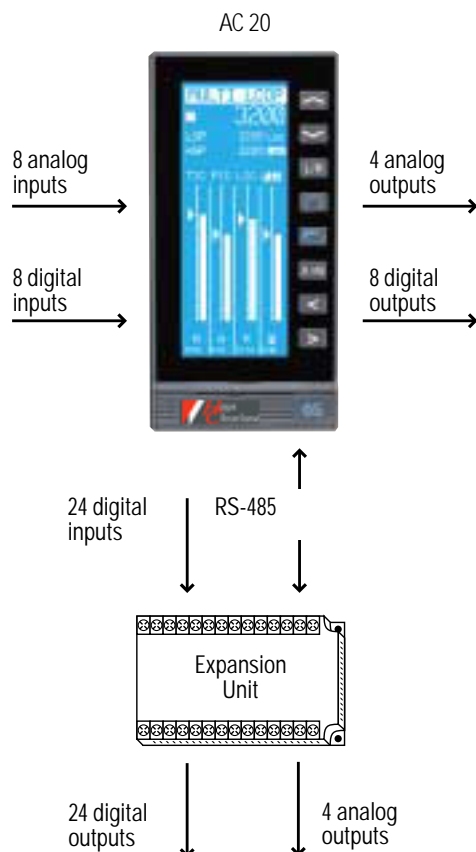 AC 20
MULTI LOOP
3200
8 analog
inputs
4 analog
outputs
8 digital
inputs
8 digital
outputs
24 digital
inputs
RS-485
Expansion
Unit
24 digital
outputs
4 analog
outputs